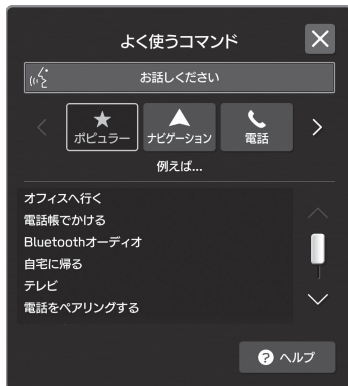 よく使うコマンド
お話しください
ポピュラー
ナビゲーション
電話
例えば...
オフィスへ行く
電話帳でかける
Bluetoothオーディオ
自宅に帰る
テレビ
電話をペアリングする
? ヘルプ